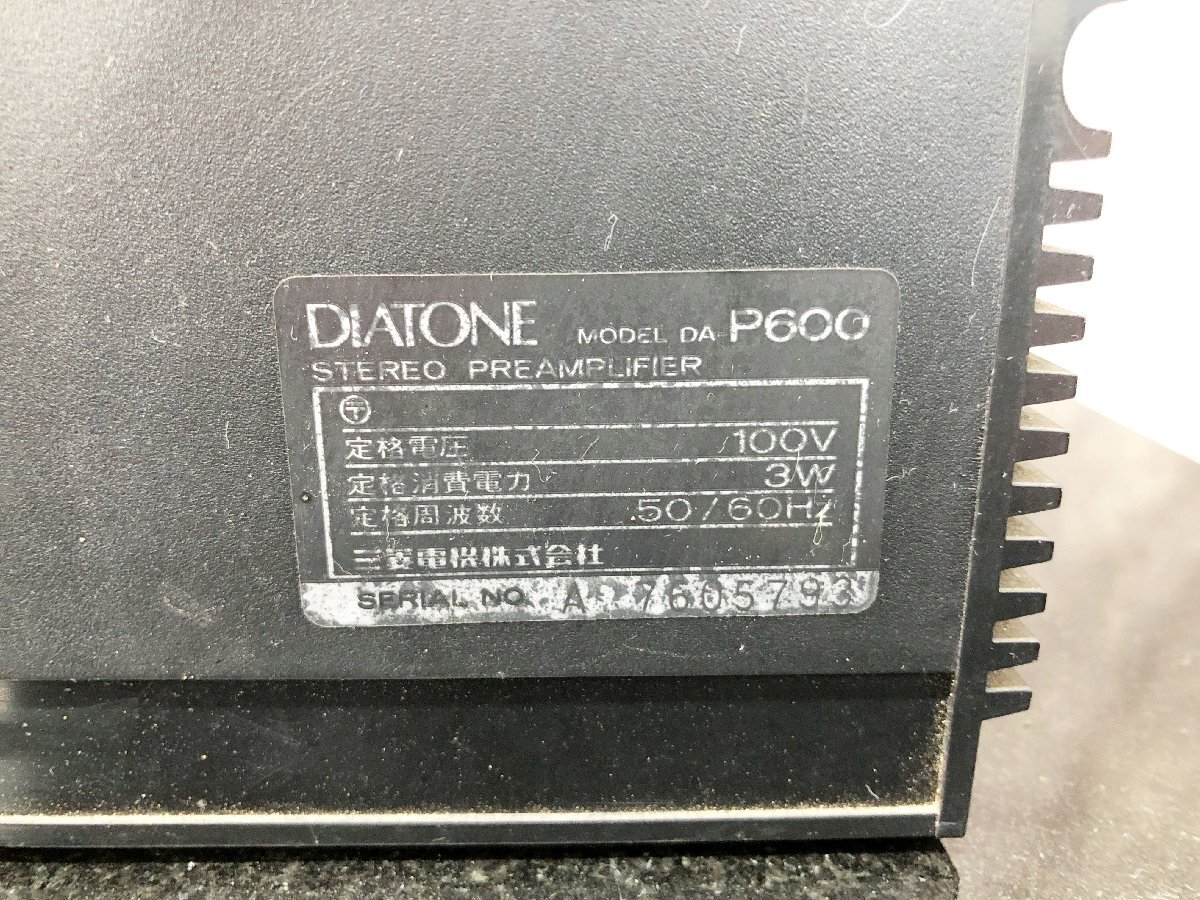 DIATONE MODEL DA-P600
STEREO PREAMPLIFIER
〒
定格電圧 100V
定格消費電力 3W
定格周波数 50/60Hz
三菱電機株式会社
SERIAL NO. A 7605793